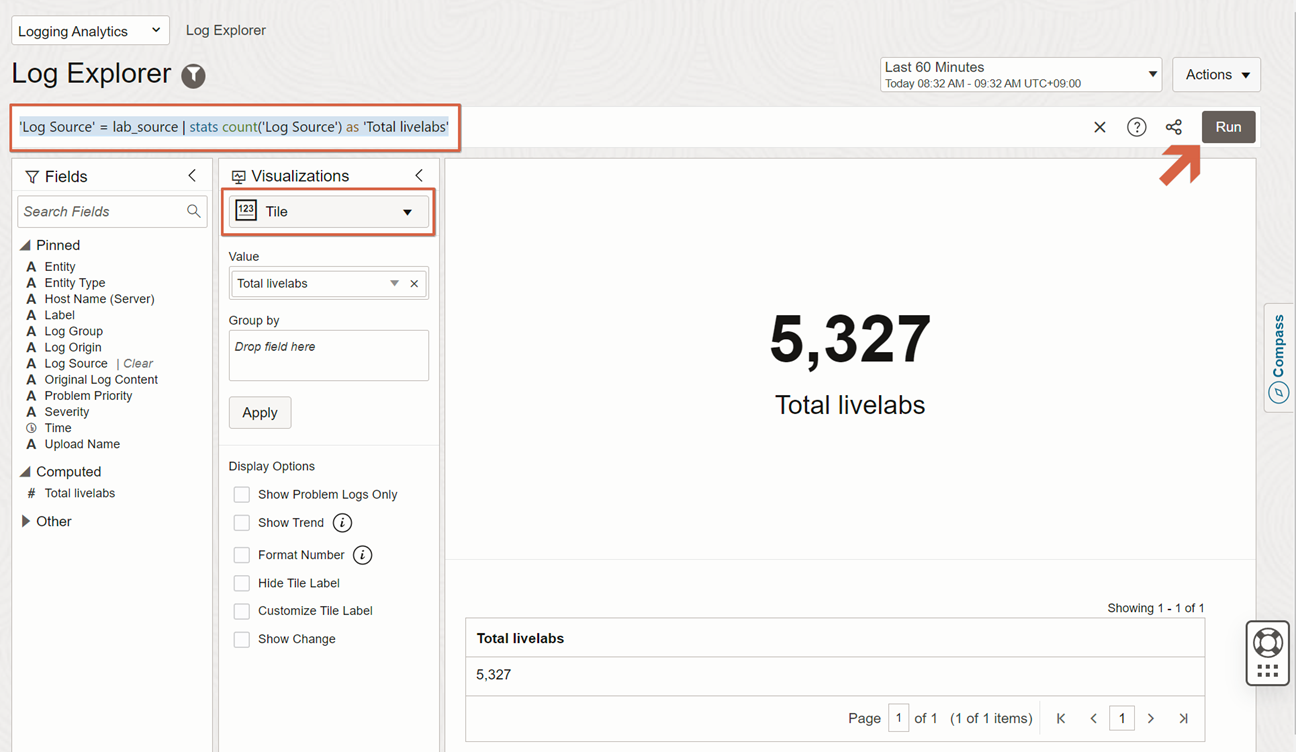 Logging Analytics
Log Explorer
Log Explorer
Last 60 Minutes
Today 08:32 AM - 09:32 AM UTC+09:00
Actions
'Log Source' = lab_source | stats count('Log Source') as 'Total livelabs'
?
Run
Fields
Search Fields
Pinned
A Entity
A Entity Type
A Host Name (Server)
A Label
A Log Group
A Log Origin
A Log Source | Clear
A Original Log Content
A Problem Priority
A Severity
Time
A Upload Name
Computed
# Total livelabs
Other
Visualizations
123 Tile
Value
Total livelabs
Group by
Drop field here
Apply
Display Options
Show Problem Logs Only
Show Trend i
Format Number i
Hide Tile Label
Customize Tile Label
Show Change
5,327
Total livelabs
Showing 1 - 1 of 1
Total livelabs
5,327
Page 1 of 1 (1 of 1 items) 1
Compass